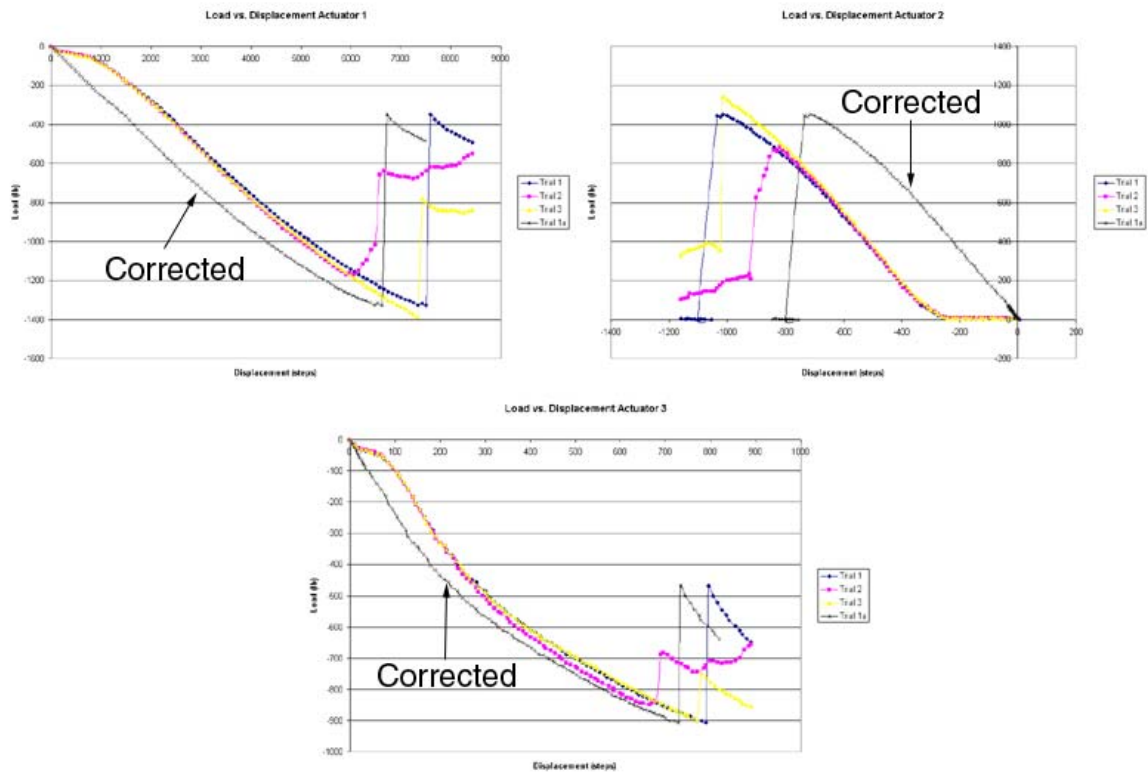 Load vs. Displacement Actuator 1
0 1000 2000 3000 4000 5000 6000 7000 8000 9000
0
-200
-400
-600
-800
-1000
-1200
-1400
-1600
Load (lb)
Corrected
Displacement (steps)
Trial 1
Trial 2
Trial 3
Trial 1a
Load vs. Displacement Actuator 2
1400
1200
1000
800
600
400
200
0
-200
-1400 -1200 -1000 -800 -600 -400 -200 0 200
Load (lb)
Corrected
Displacement (steps)
Trial 1
Trial 2
Trial 3
Trial 1a
Load vs. Displacement Actuator 3
0 100 200 300 400 500 600 700 800 900 1000
0
-100
-200
-300
-400
-500
-600
-700
-800
-900
-1000
Load (lb)
Corrected
Displacement (steps)
Trial 1
Trial 2
Trial 3
Trial 1a